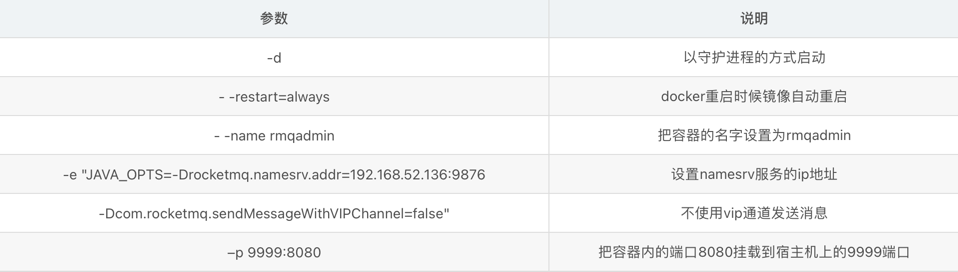 参数 说明
-d 以守护进程的方式启动
- -restart=always docker重启时候镜像自动重启
- -name rmqadmin 把容器的名字设置为rmqadmin
-e "JAVA_OPTS=-Drocketmq.namesrv.addr=192.168.52.136:9876 设置namesrv服务的ip地址
-Dcom.rocketmq.sendMessageWithVIPChannel=false" 不使用vip通道发送消息
–p 9999:8080 把容器内的端口8080挂载到宿主机上的9999端口